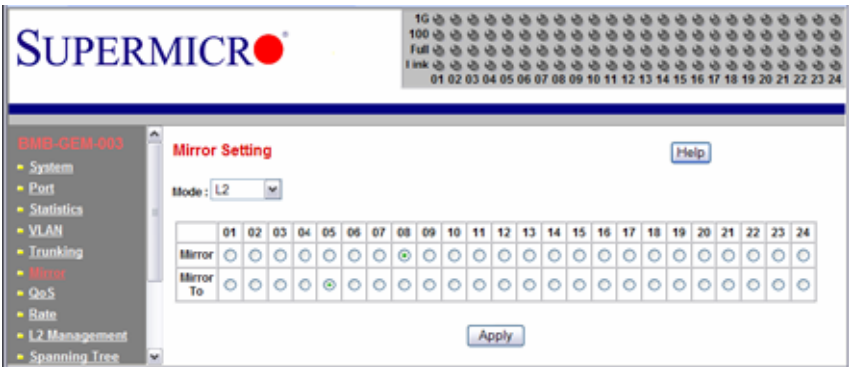 SUPERMICRO
1G
100
Full
Link
01 02 03 04 05 06 07 08 09 10 11 12 13 14 15 16 17 18 19 20 21 22 23 24
BMB-GEM-003
System
Port
Statistics
VLAN
Trunking
Mirror
QoS
Rate
L2 Management
Spanning Tree
Mirror Setting
Help
Mode : L2
01 02 03 04 05 06 07 08 09 10 11 12 13 14 15 16 17 18 19 20 21 22 23 24
Mirror
Mirror
To
Apply